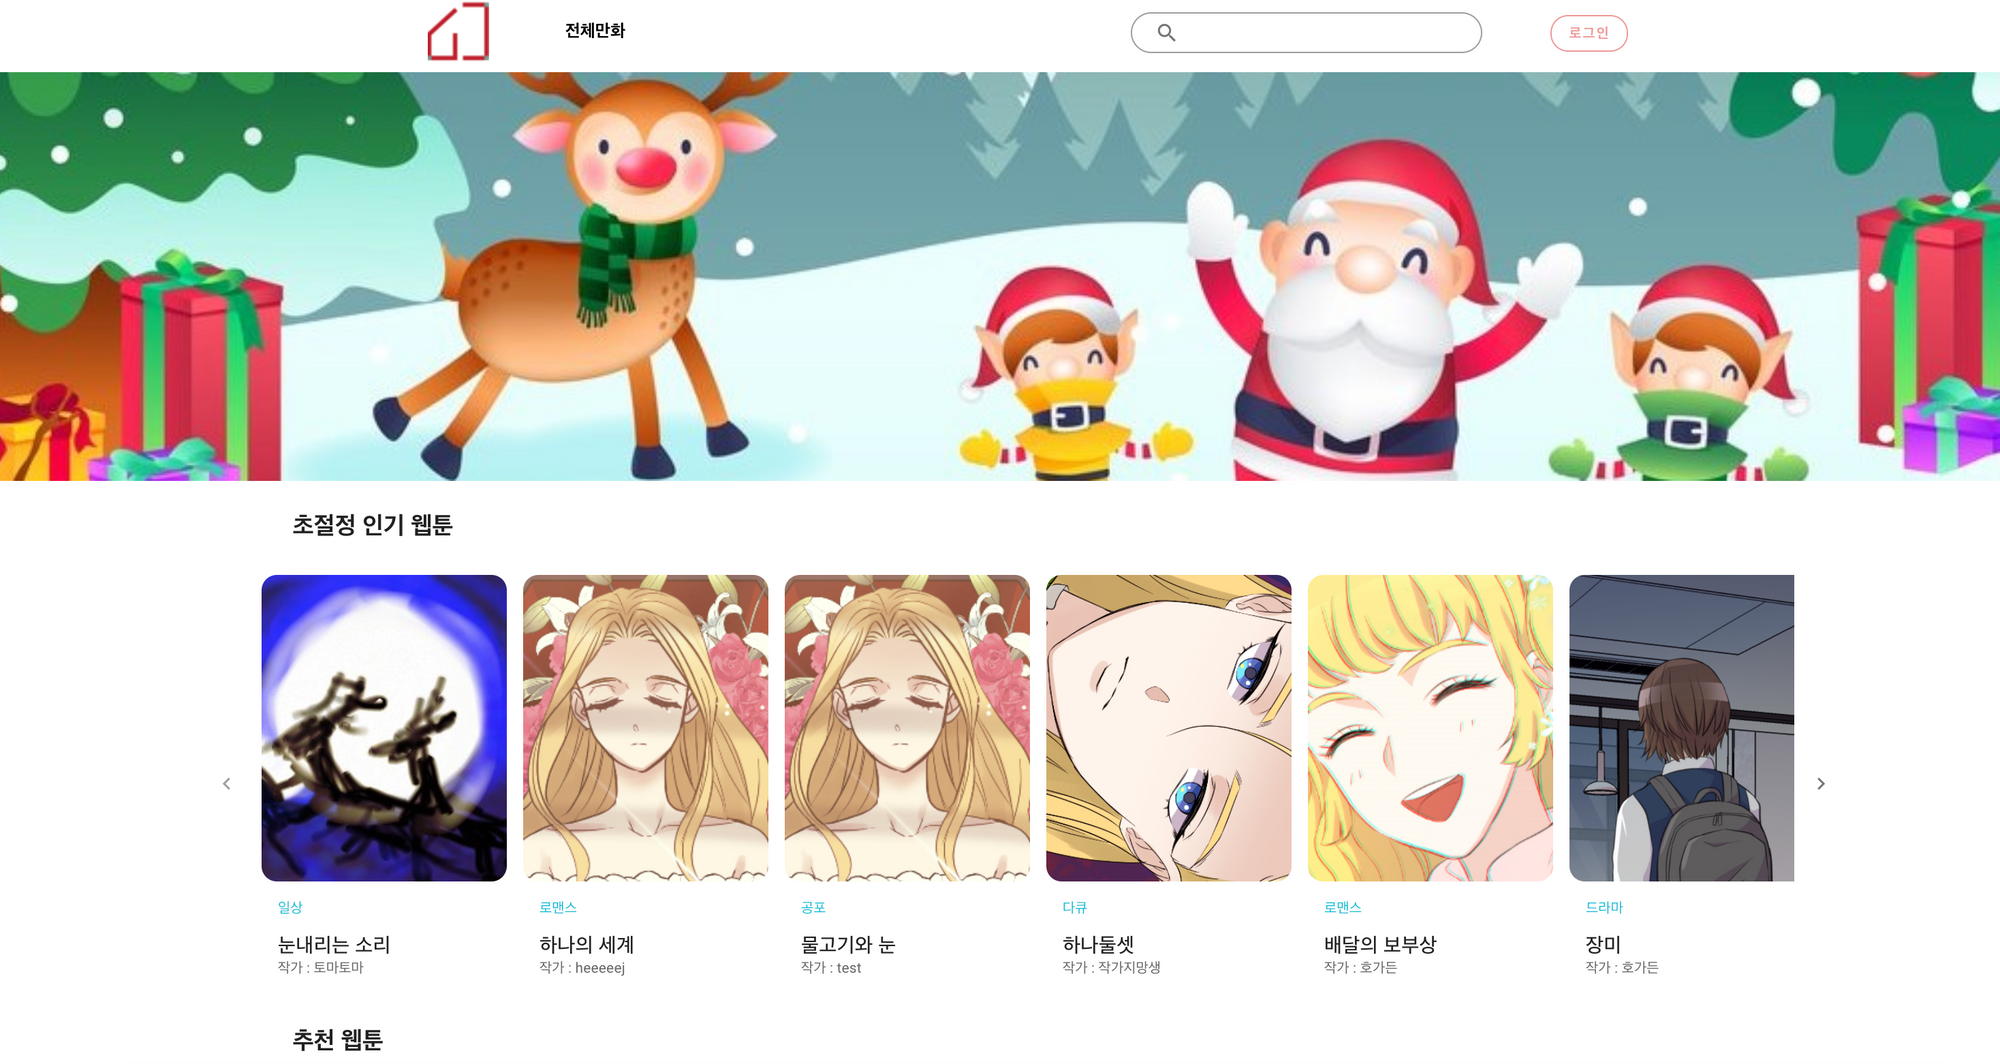 전체만화
로그인
초절정 인기 웹툰
일상
눈내리는 소리
작가 : 토마토마
로맨스
하나의 세계
작가 : heeeeej
공포
물고기와 눈
작가 : test
다큐
하나둘셋
작가 : 작가지망생
로맨스
배달의 보부상
작가 : 호가든
드라마
장미
작가 : 호가든
추천 웹툰